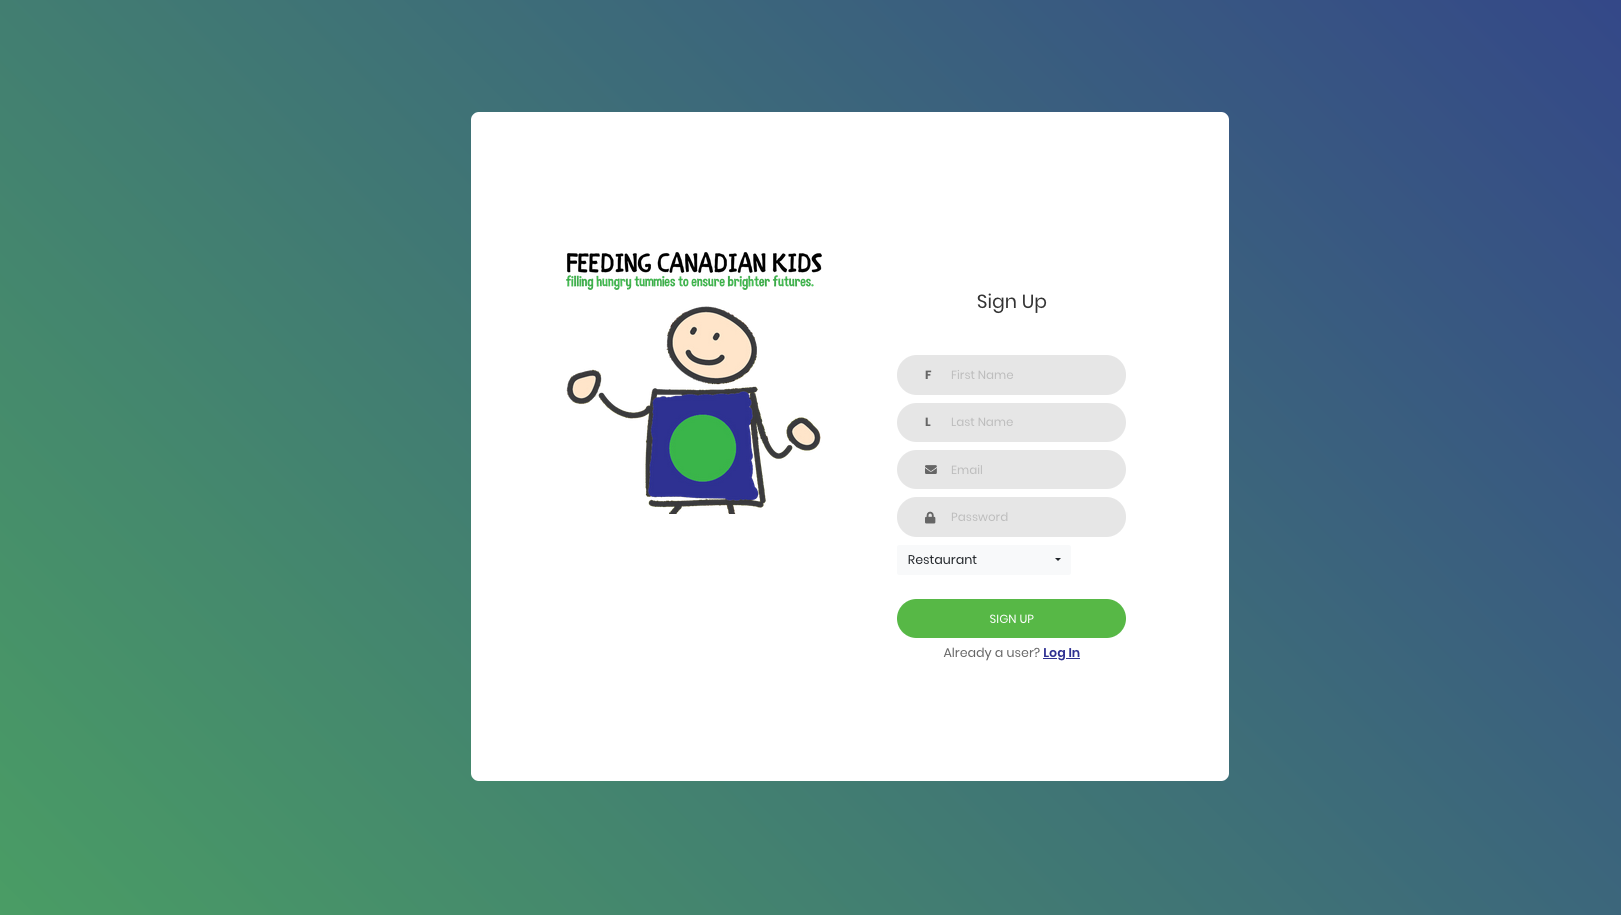 FEEDING CANADIAN KIDS
filling hungry tummies to ensure brighter futures.
Sign Up
F First Name
L Last Name
Email
Password
Restaurant
SIGN UP
Already a user? Log In